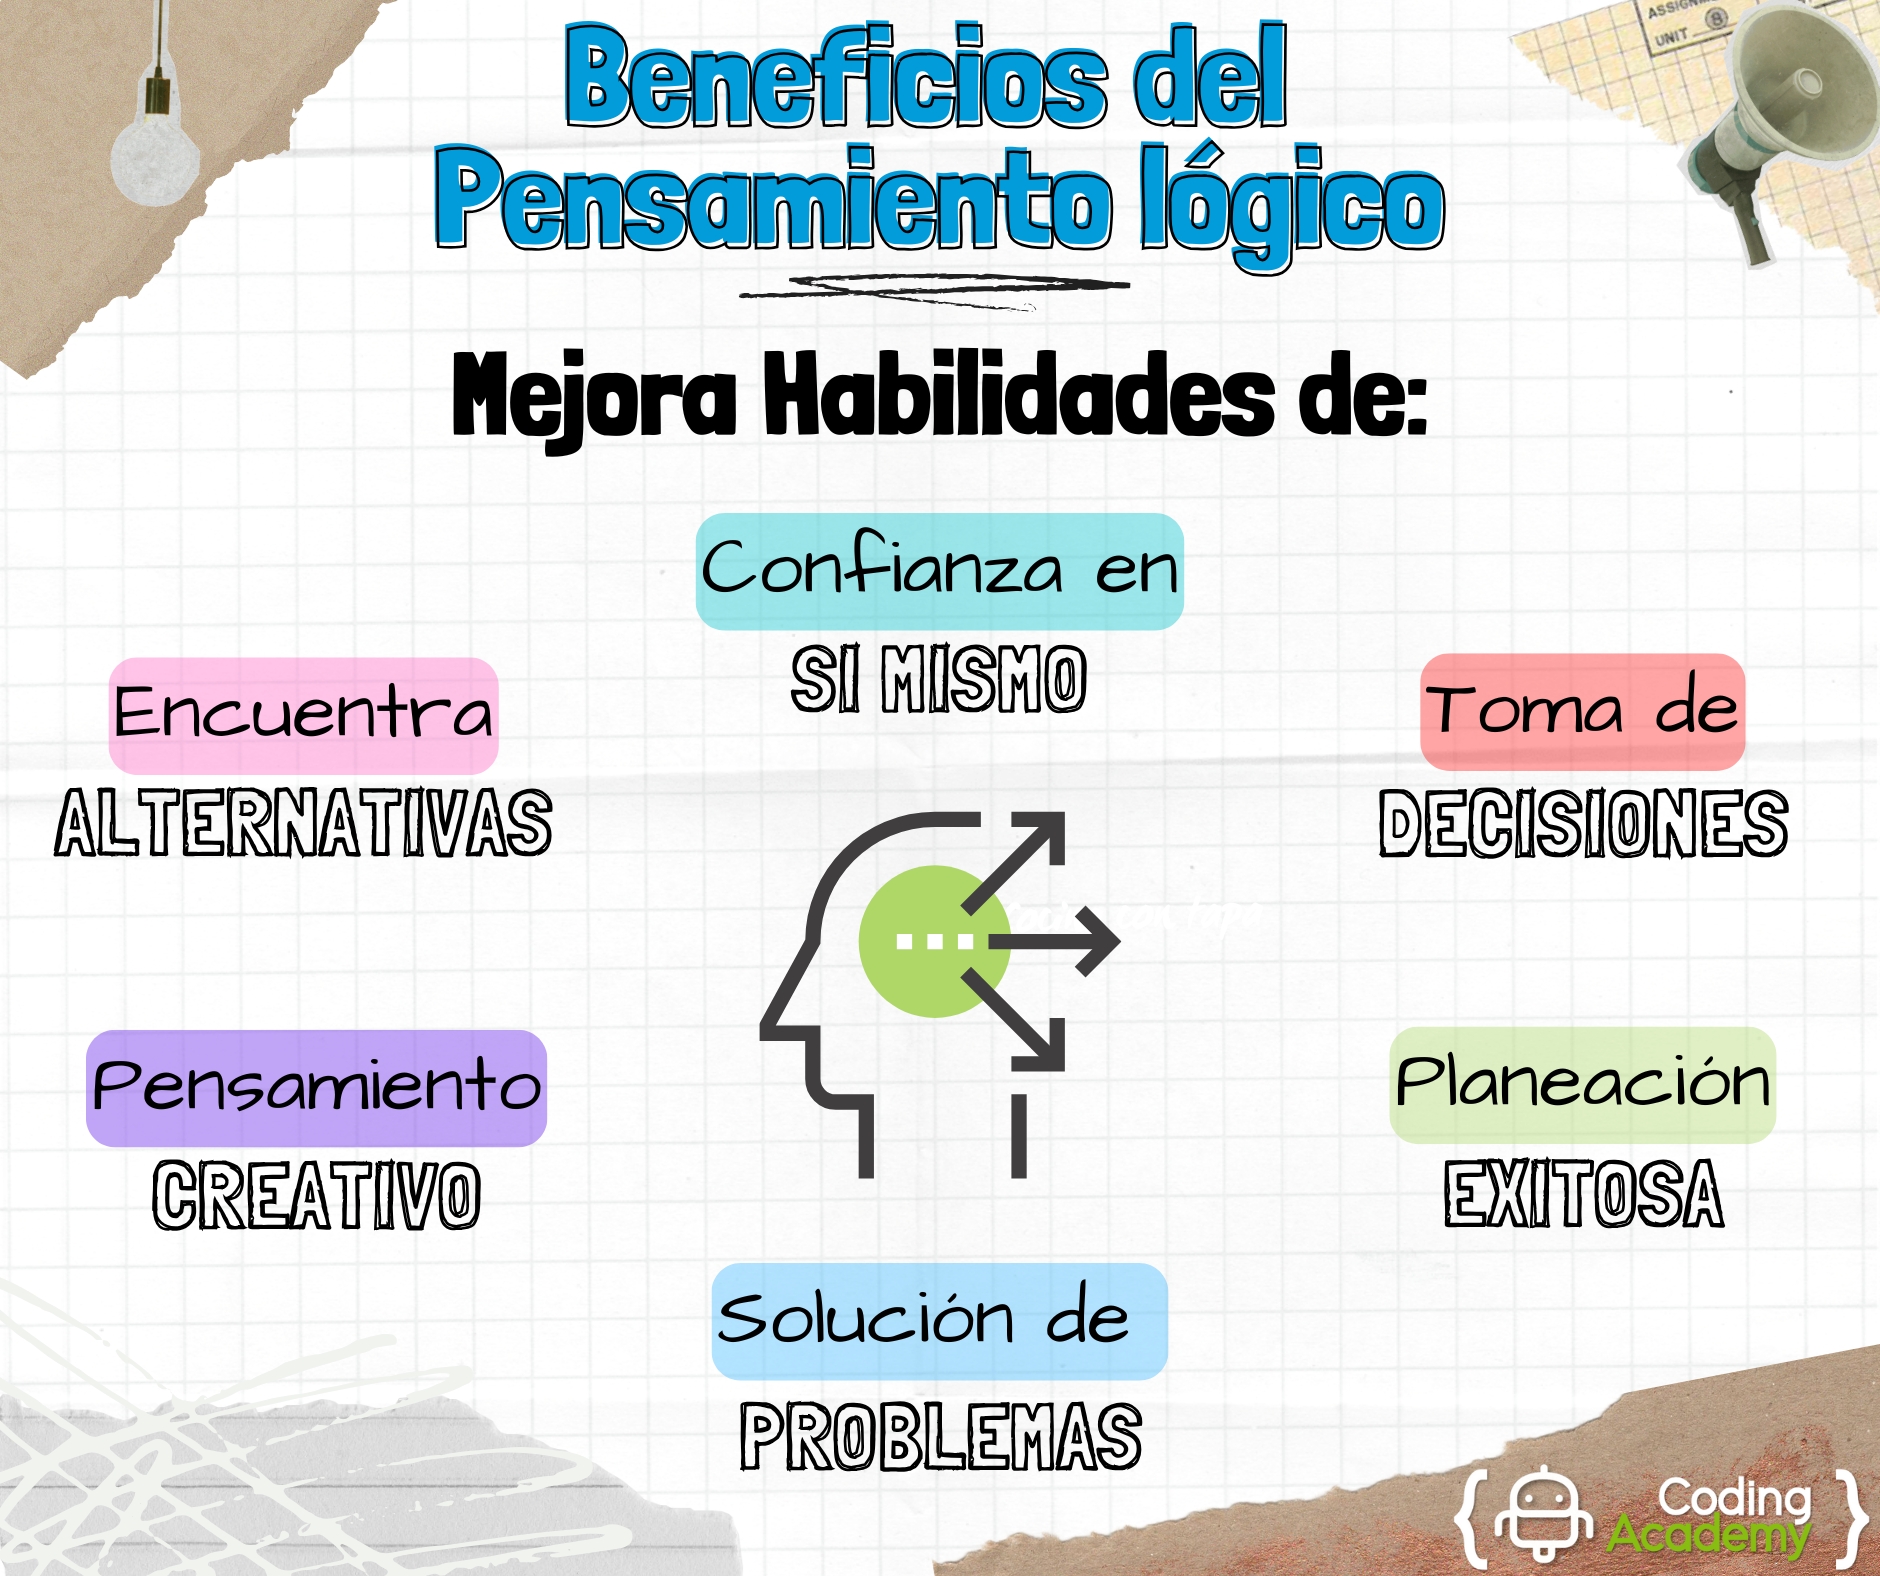 Beneficios del
Pensamiento lógico
Mejora Habilidades de:
Confianza en
SI MISMO
Encuentra
ALTERNATIVAS
Toma de
DECISIONES
Pensamiento
CREATIVO
Planeación
EXITOSA
Solución de
PROBLEMAS
UNIT 8
Coding
Academy